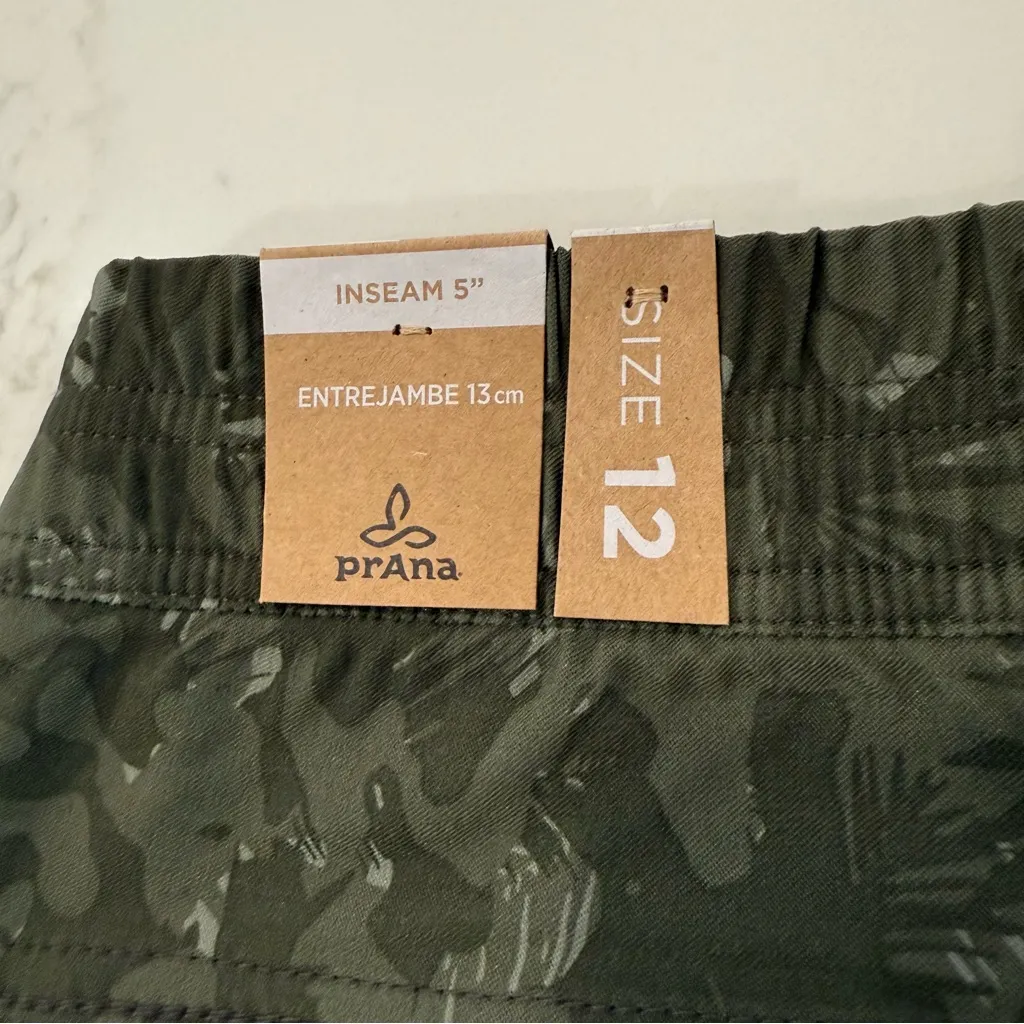 INSEAM 5”
ENTREJAMBE 13cm
prAna
SIZE 12